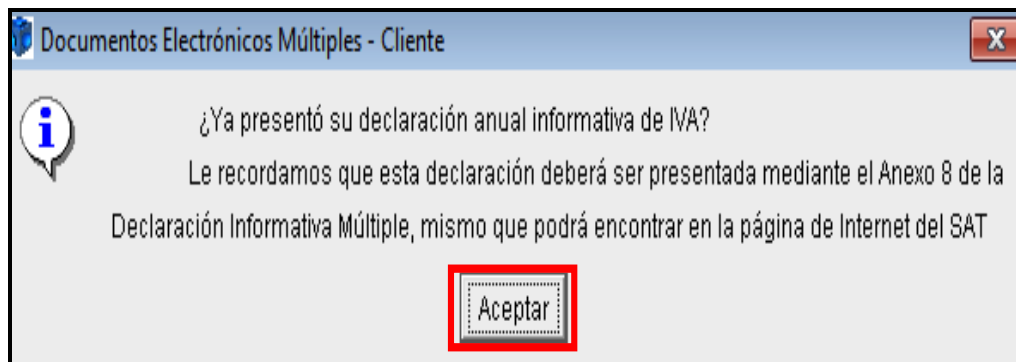 Documentos Electrónicos Múltiples - Cliente
¿Ya presentó su declaración anual informativa de IVA?
Le recordamos que esta declaración deberá ser presentada mediante el Anexo 8 de la
Declaración Informativa Múltiple, mismo que podrá encontrar en la página de Internet del SAT
Aceptar